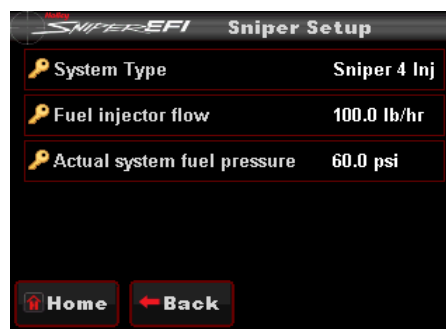 Holley
SNIPER EFI Sniper Setup
System Type Sniper 4 Inj
Fuel injector flow 100.0 lb/hr
Actual system fuel pressure 60.0 psi
Home Back